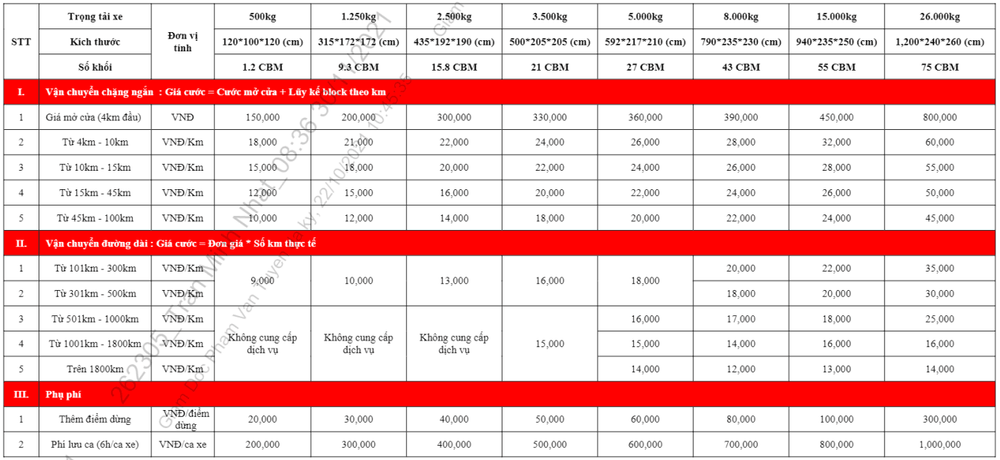 STT Trọng tải xe Đơn vị tính 500kg 1.250kg 2.500kg 3.500kg 5.000kg 8.000kg 15.000kg 26.000kg
Kích thước 120*100*120 (cm) 315*172*172 (cm) 435*192*190 (cm) 500*205*205 (cm) 592*217*210 (cm) 790*235*230 (cm) 940*235*250 (cm) 1,200*240*260 (cm)
Số khối 1.2 CBM 9.3 CBM 15.8 CBM 21 CBM 27 CBM 43 CBM 55 CBM 75 CBM
I. Vận chuyển chặng ngắn : Giá cước = Cước mở cửa + Lũy kế block theo km
1 Giá mở cửa (4km đầu) VNĐ 150,000 200,000 300,000 330,000 360,000 390,000 450,000 800,000
2 Từ 4km - 10km VNĐ/Km 18,000 21,000 22,000 24,000 26,000 28,000 32,000 60,000
3 Từ 10km - 15km VNĐ/Km 15,000 18,000 20,000 22,000 24,000 26,000 28,000 55,000
4 Từ 15km - 45km VNĐ/Km 12,000 15,000 16,000 20,000 22,000 24,000 26,000 50,000
5 Từ 45km - 100km VNĐ/Km 10,000 12,000 14,000 18,000 20,000 22,000 24,000 45,000
II. Vận chuyển đường dài : Giá cước = Đơn giá * Số km thực tế
1 Từ 101km - 300km VNĐ/Km 9,000 10,000 13,000 16,000 18,000 20,000 22,000 35,000
2 Từ 301km - 500km VNĐ/Km 18,000 20,000 30,000
3 Từ 501km - 1000km VNĐ/Km Không cung cấp dịch vụ Không cung cấp dịch vụ Không cung cấp dịch vụ 15,000 16,000 17,000 18,000 25,000
4 Từ 1001km - 1800km VNĐ/Km 15,000 14,000 16,000 16,000
5 Trên 1800km VNĐ/Km 14,000 12,000 13,000 14,000
III. Phụ phí
1 Thêm điểm dừng VNĐ/điểm dừng 20,000 30,000 40,000 50,000 60,000 80,000 100,000 300,000
2 Phí lưu ca (6h/ca xe) VNĐ/ca xe 200,000 300,000 400,000 500,000 600,000 700,000 800,000 1,000,000